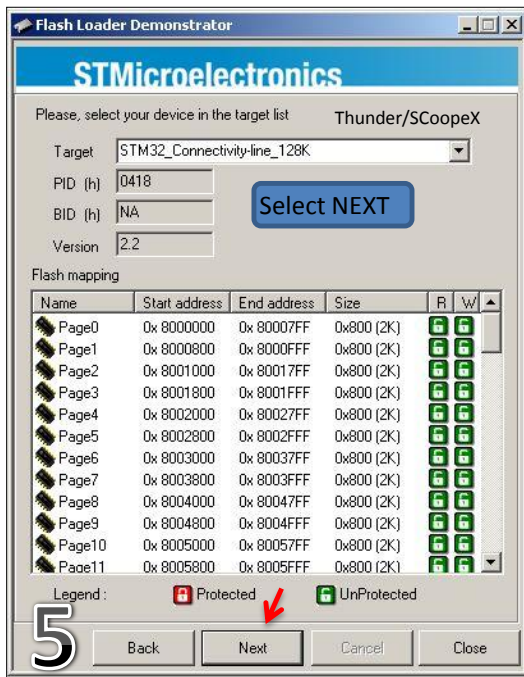 Flash Loader Demonstrator
STMicroelectronics
Please, select your device in the target list
Thunder/SCoopeX
Target STM32_Connectivity-line_128K
PID (h) 0418
BID (h) NA
Select NEXT
Version 2.2
Flash mapping
Name Start address End address Size R W
Page0 0x 8000000 0x 80007FF 0x800 (2K)
Page1 0x 8000800 0x 8000FFF 0x800 (2K)
Page2 0x 8001000 0x 80017FF 0x800 (2K)
Page3 0x 8001800 0x 8001FFF 0x800 (2K)
Page4 0x 8002000 0x 80027FF 0x800 (2K)
Page5 0x 8002800 0x 8002FFF 0x800 (2K)
Page6 0x 8003000 0x 80037FF 0x800 (2K)
Page7 0x 8003800 0x 8003FFF 0x800 (2K)
Page8 0x 8004000 0x 80047FF 0x800 (2K)
Page9 0x 8004800 0x 8004FFF 0x800 (2K)
Page10 0x 8005000 0x 80057FF 0x800 (2K)
Page11 0x 8005800 0x 8005FFF 0x800 (2K)
Legend : Protected UnProtected
5 Back Next Cancel Close